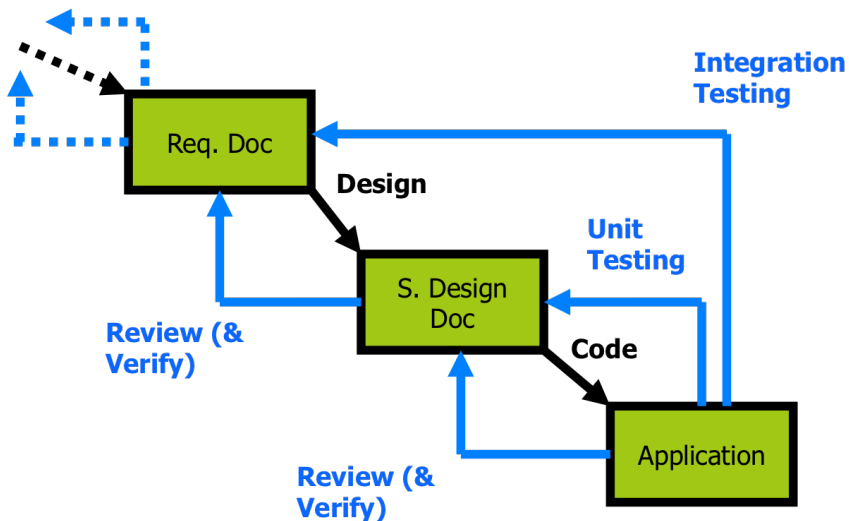 Integration
Testing
Req. Doc
Design
Unit
Testing
S. Design
Doc
Review (&
Verify)
Code
Application
Review (&
Verify)